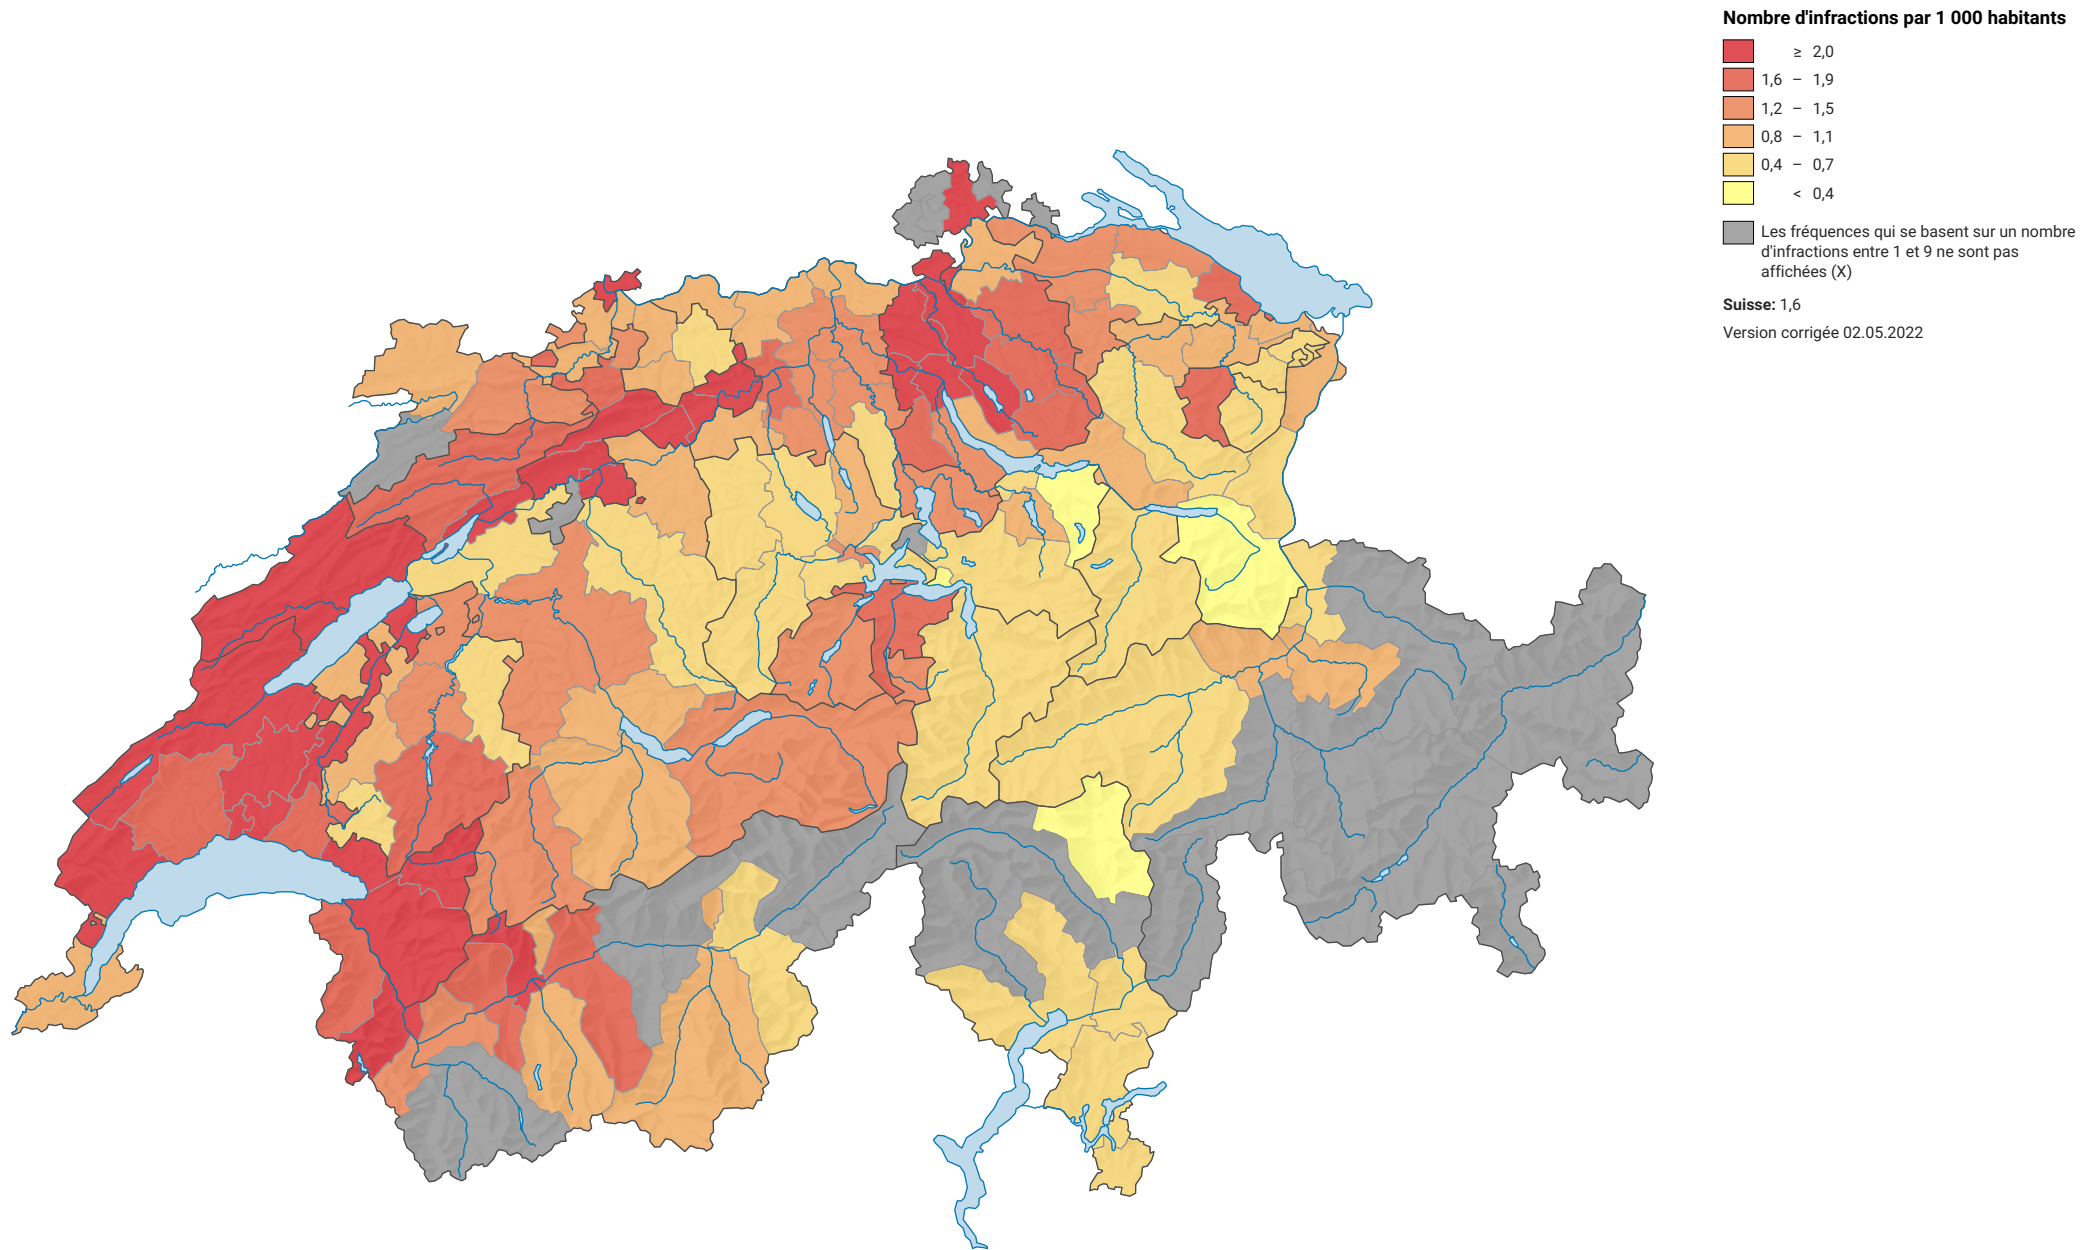 Nombre d'infractions par 1 000 habitants
≥ 2,0
1,6 – 1,9
1,2 – 1,5
0,8 – 1,1
0,4 – 0,7
< 0,4
Les fréquences qui se basent sur un nombre
d'infractions entre 1 et 9 ne sont pas
affichées (X)
Suisse: 1,6
Version corrigée 02.05.2022